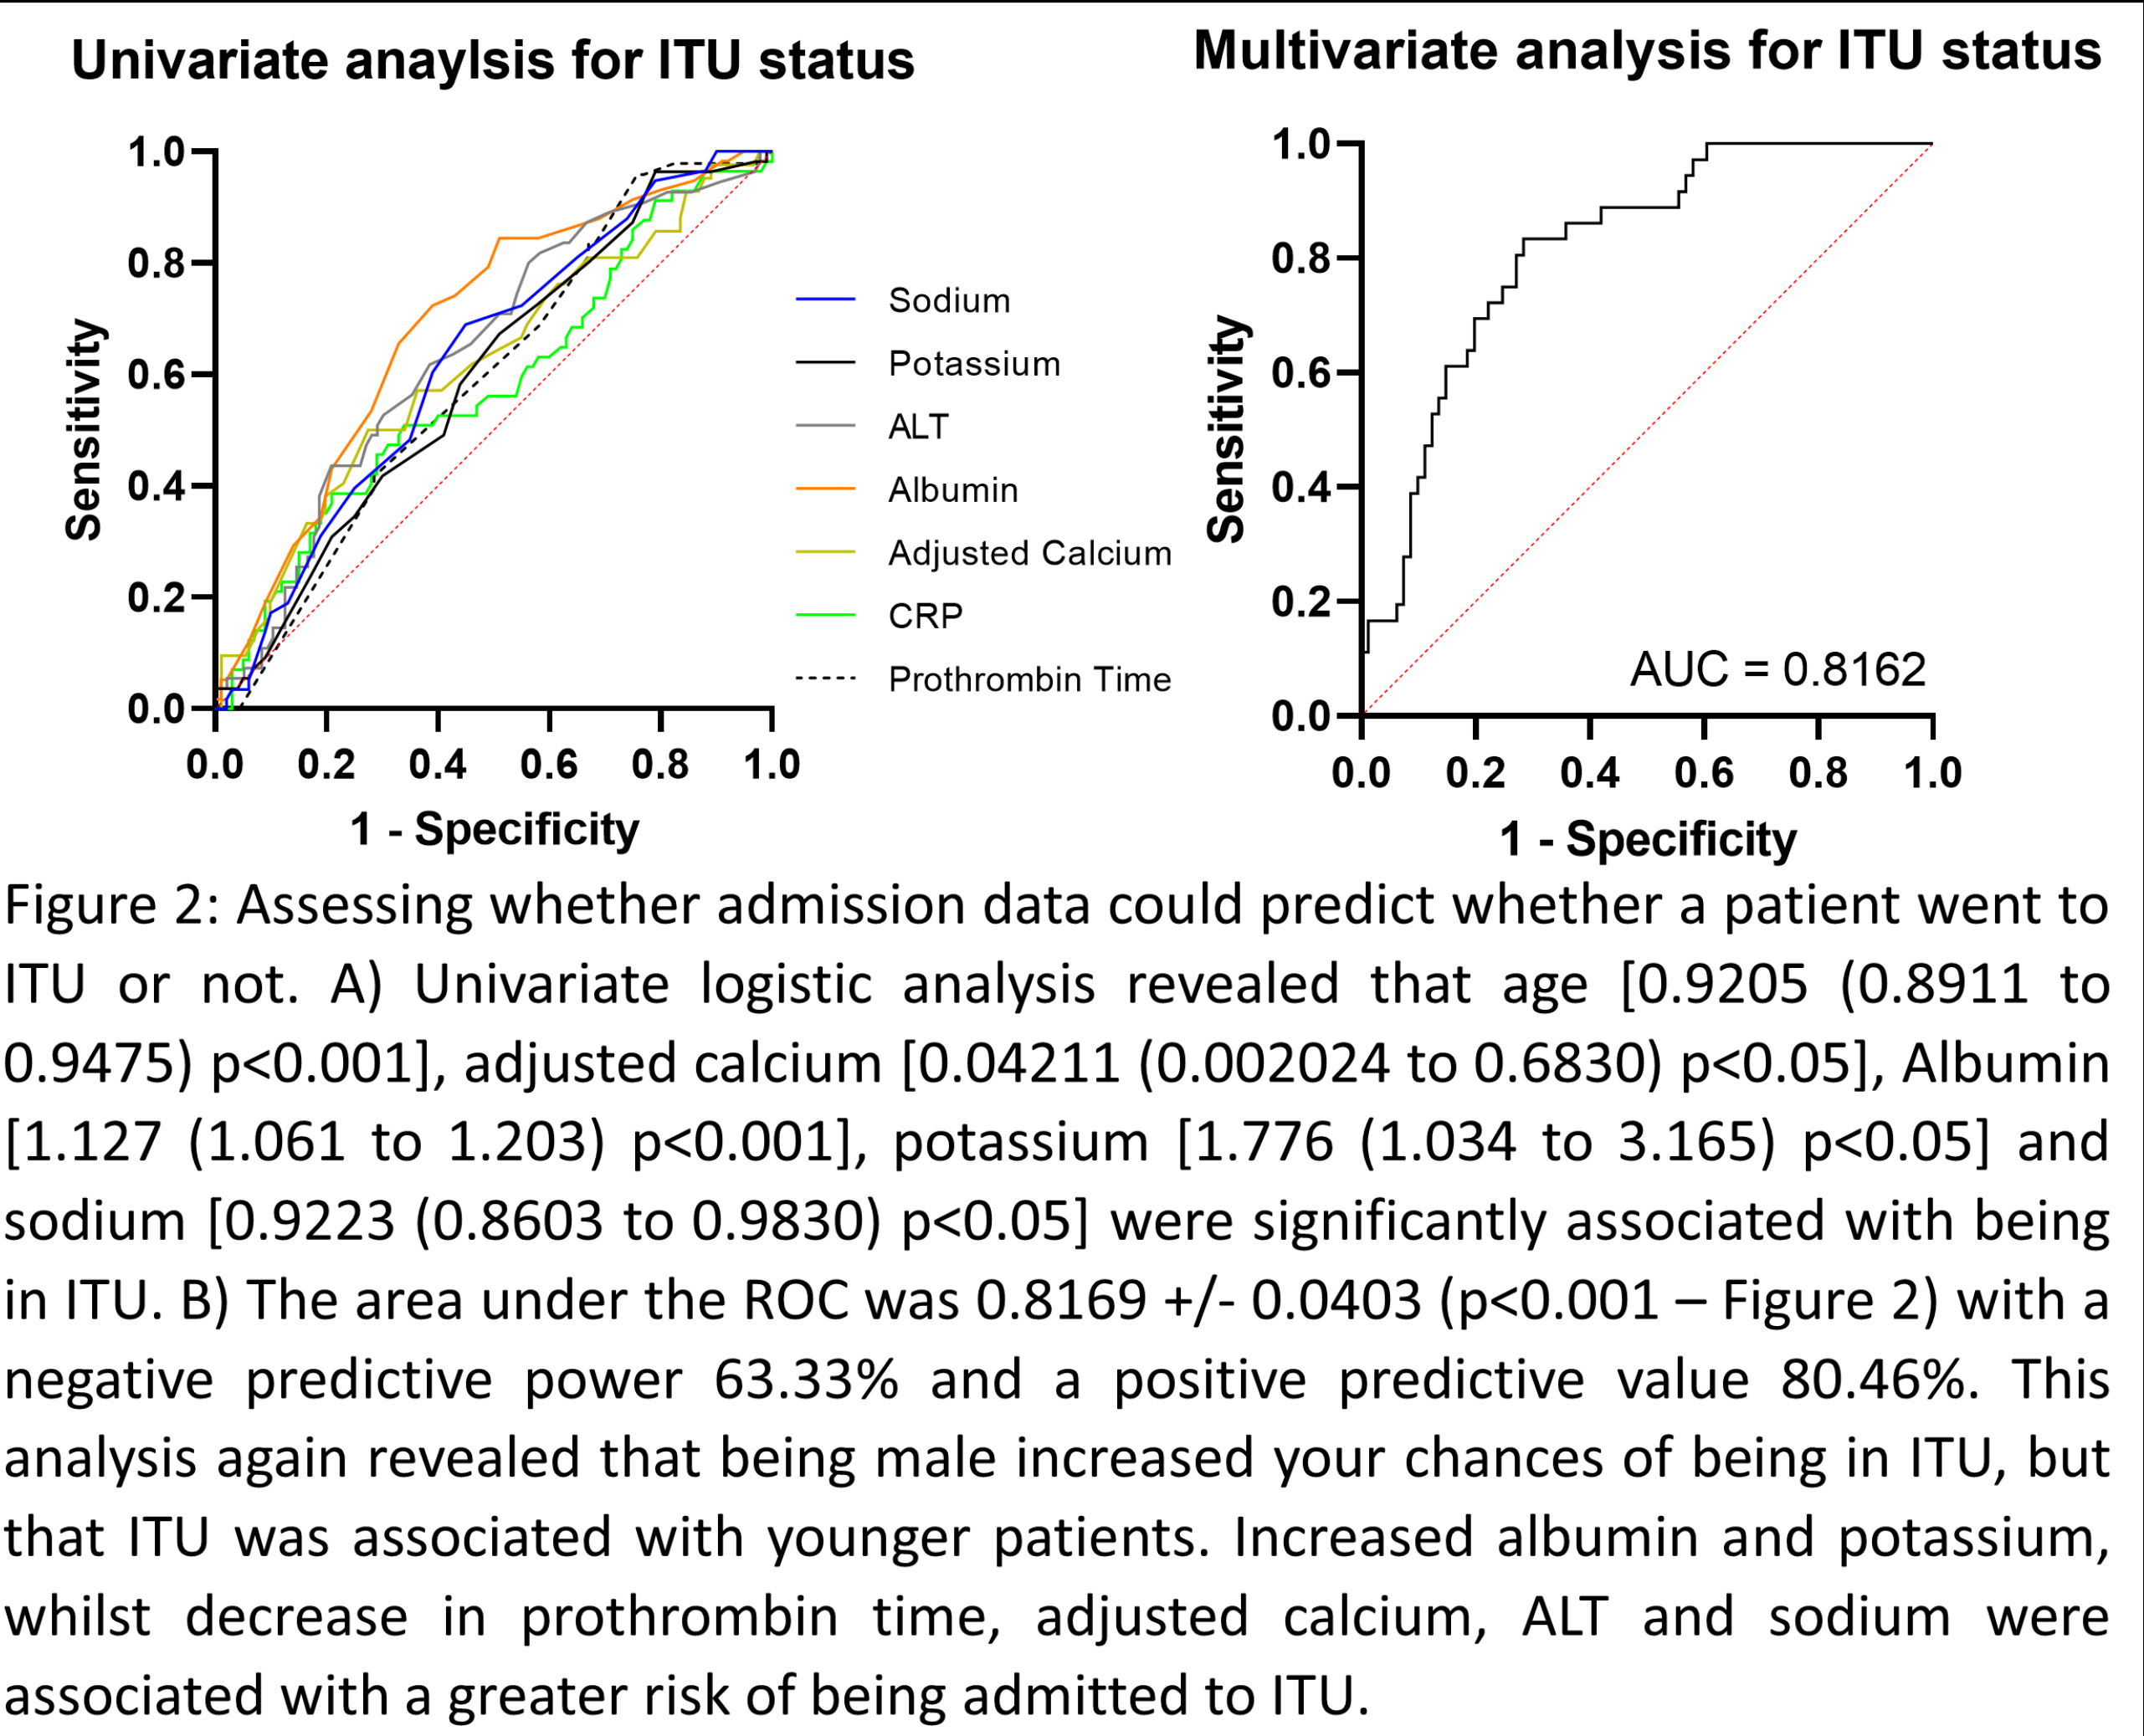 Univariate anaylsis for ITU status
1.0
0.8
0.6
0.4
0.2
0.0
Sensitivity
0.0 0.2 0.4 0.6 0.8 1.0
1 - Specificity
Sodium
Potassium
ALT
Albumin
Adjusted Calcium
CRP
Prothrombin Time
Multivariate analysis for ITU status
1.0
0.8
0.6
0.4
0.2
0.0
Sensitivity
AUC = 0.8162
0.0 0.2 0.4 0.6 0.8 1.0
1 - Specificity
Figure 2: Assessing whether admission data could predict whether a patient went to
ITU or not. A) Univariate logistic analysis revealed that age [0.9205 (0.8911 to
0.9475) p<0.001], adjusted calcium [0.04211 (0.002024 to 0.6830) p<0.05], Albumin
[1.127 (1.061 to 1.203) p<0.001], potassium [1.776 (1.034 to 3.165) p<0.05] and
sodium [0.9223 (0.8603 to 0.9830) p<0.05] were significantly associated with being
in ITU. B) The area under the ROC was 0.8169 +/- 0.0403 (p<0.001 – Figure 2) with a
negative predictive power 63.33% and a positive predictive value 80.46%. This
analysis again revealed that being male increased your chances of being in ITU, but
that ITU was associated with younger patients. Increased albumin and potassium,
whilst decrease in prothrombin time, adjusted calcium, ALT and sodium were
associated with a greater risk of being admitted to ITU.